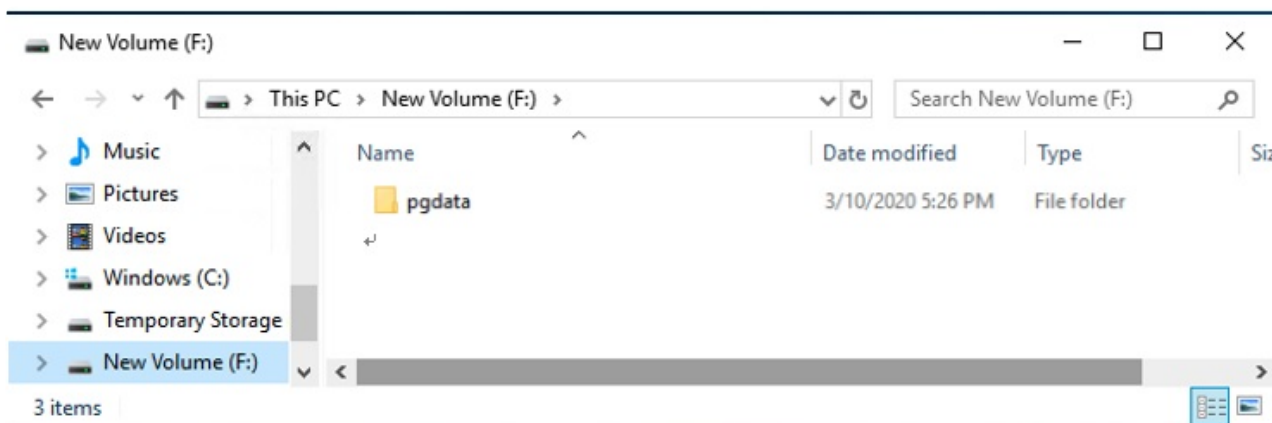 New Volume (F:)
This PC > New Volume (F:) >
Search New Volume (F:)
Music
Pictures
Videos
Windows (C:)
Temporary Storage
New Volume (F:)
Name
Date modified
Type
Siz
pgdata
3/10/2020 5:26 PM
File folder
3 items